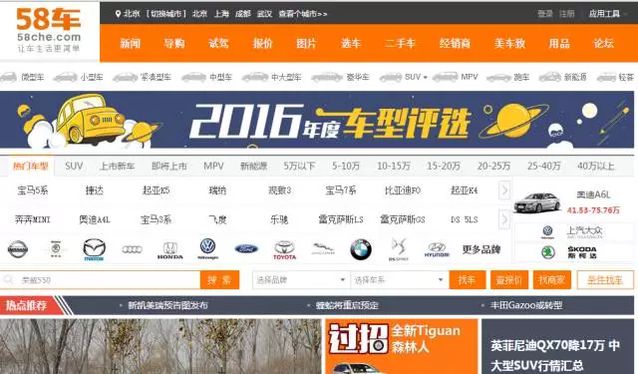 58车
58che.com
让车生活更简单
北京 [切换城市] 北京 上海 成都 武汉 查看个城市>>
登录 注册 应用工具
新闻 导购 试驾 报价 图片 选车 二手车 经销商 美车致 用品 论坛
微型车 小型车 紧凑型车 中型车 中大型车 豪华车 SUV MPV 跑车 新能源 轻客
2016年度车型评选
热门车型 SUV 上市新车 即将上市 MPV 新能源 5万以下 5-10万 10-15万 15-20万 20-25万 25-40万 40万以上
宝马5系 捷达 起亚K5 瑞纳 观致3 宝马7系 比亚迪F0 起亚K4
奥迪A6L
41.53-75.76万
奔奔MINI 奥迪A4L 宝马3系 飞度 乐驰 雷克萨斯LS 雷克萨斯GS DS 5LS
上汽大众
NISSAN mazda HONDA TOYOTA Ford HYUNDAI 更多品牌
ŠKODA 斯柯达
荣威550 搜索 选择品牌 选择车系 找车 查报价 找商家
热点推荐 新凯美瑞预告图发布 蝰蛇将重启预定 丰田Gazoo或转型
过招
全新Tiguan
森林人
英菲尼迪QX70降17万 中
大型SUV行情汇总